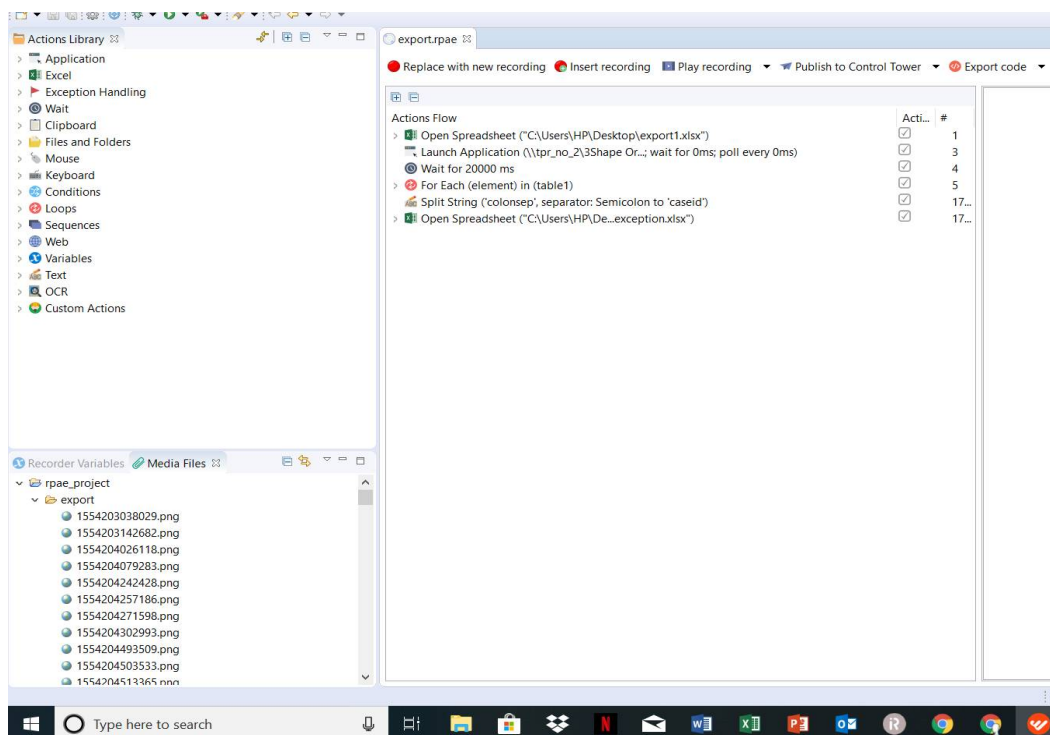 Actions Library
Application
Excel
Exception Handling
Wait
Clipboard
Files and Folders
Mouse
Keyboard
Conditions
Loops
Sequences
Web
Variables
Text
OCR
Custom Actions
Recorder Variables Media Files
rpae_project
export
1554203038029.png
1554203142682.png
1554204026118.png
1554204079283.png
1554204242428.png
1554204257186.png
1554204271598.png
1554204302993.png
1554204493509.png
1554204503533.png
1554204513365.png
export.rpae
Replace with new recording Insert recording Play recording Publish to Control Tower Export code
Actions Flow Acti... #
Open Spreadsheet ("C:\Users\HP\Desktop\export1.xlsx") 1
Launch Application (\\tpr_no_2\3Shape Or...; wait for 0ms; poll every 0ms) 3
Wait for 20000 ms 4
For Each (element) in (table1) 5
Split String ('colonsep', separator: Semicolon to 'caseid') 17...
Open Spreadsheet ("C:\Users\HP\De...exception.xlsx") 17...
Type here to search